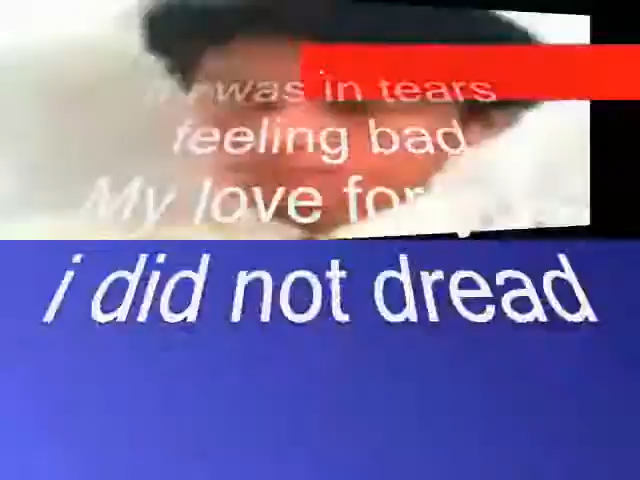 was in tears
feeling bad
My love for
i did not dread